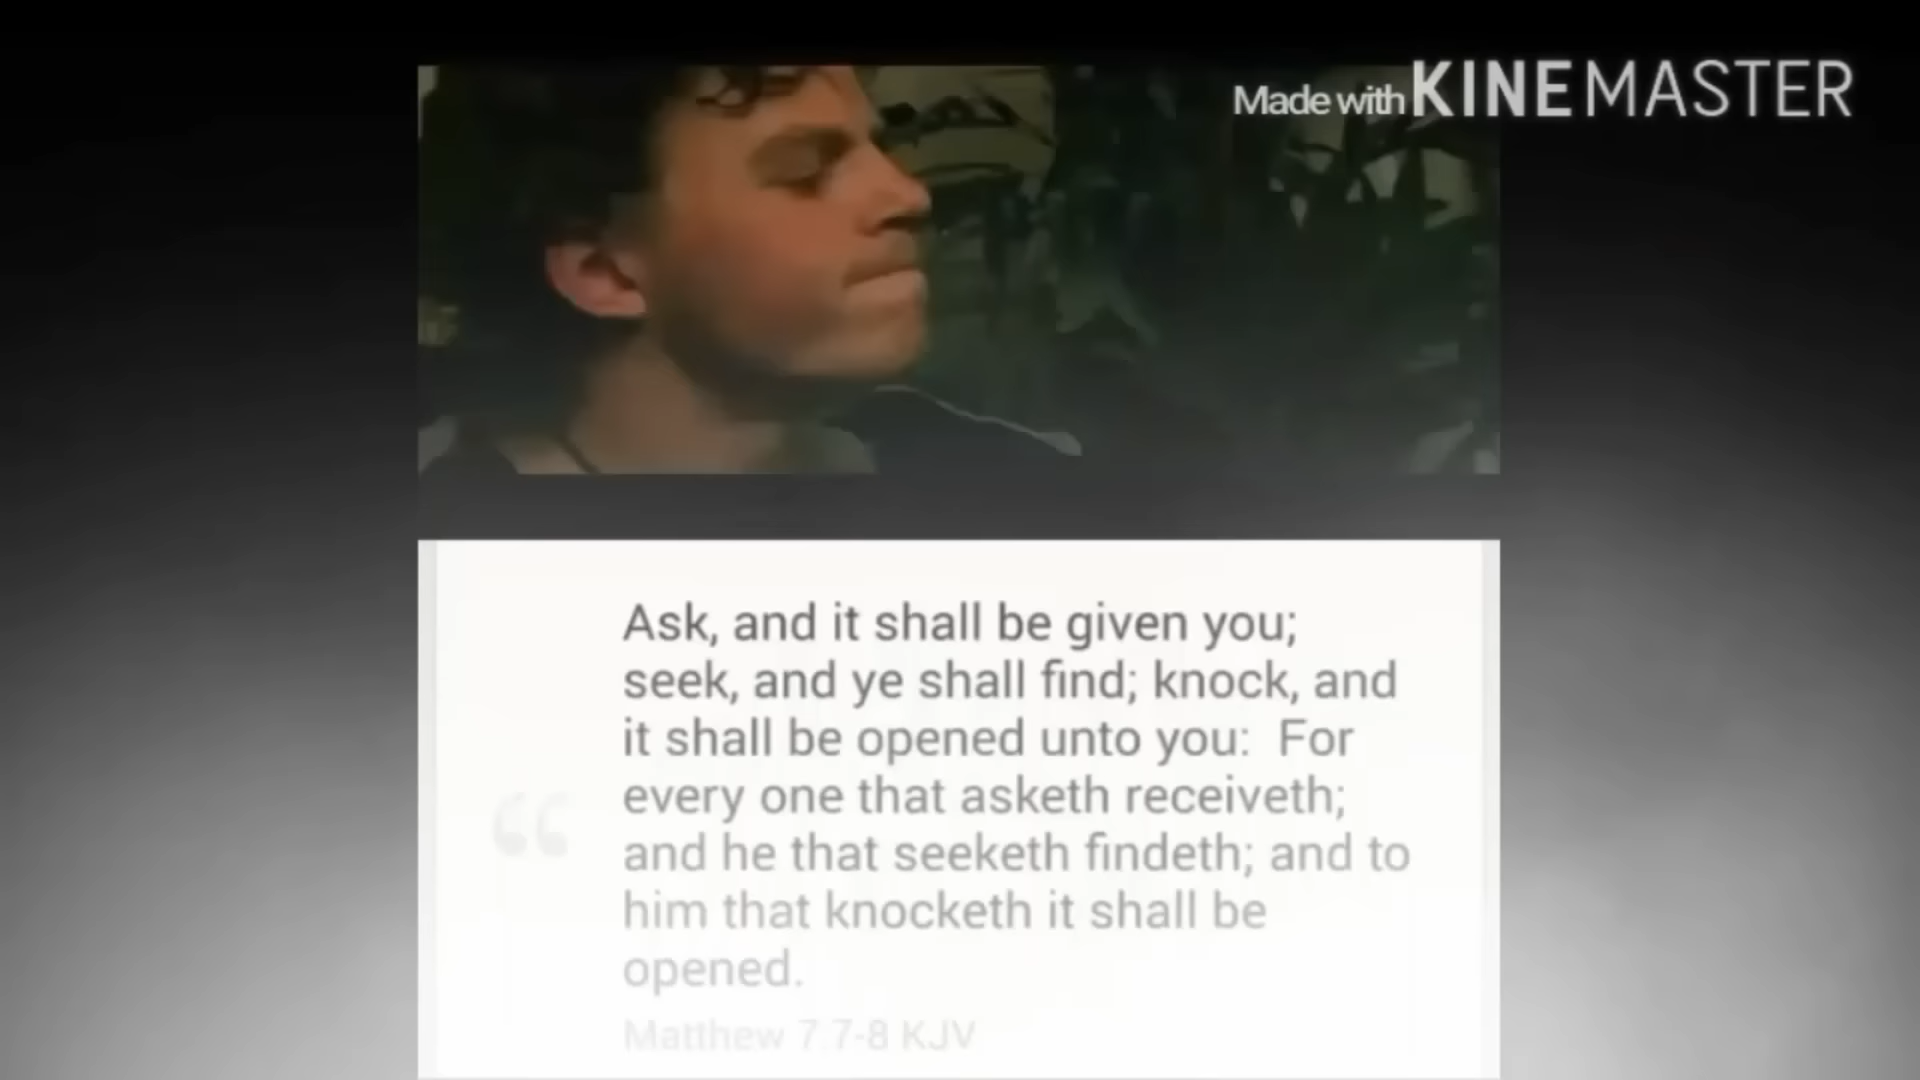 Made with KINEMASTER
Ask, and it shall be given you;
seek, and ye shall find; knock, and
it shall be opened unto you: For
every one that asketh receiveth;
“
and he that seeketh findeth; and to
him that knocketh it shall be
opened.
Matthew 7.7-8 KJV